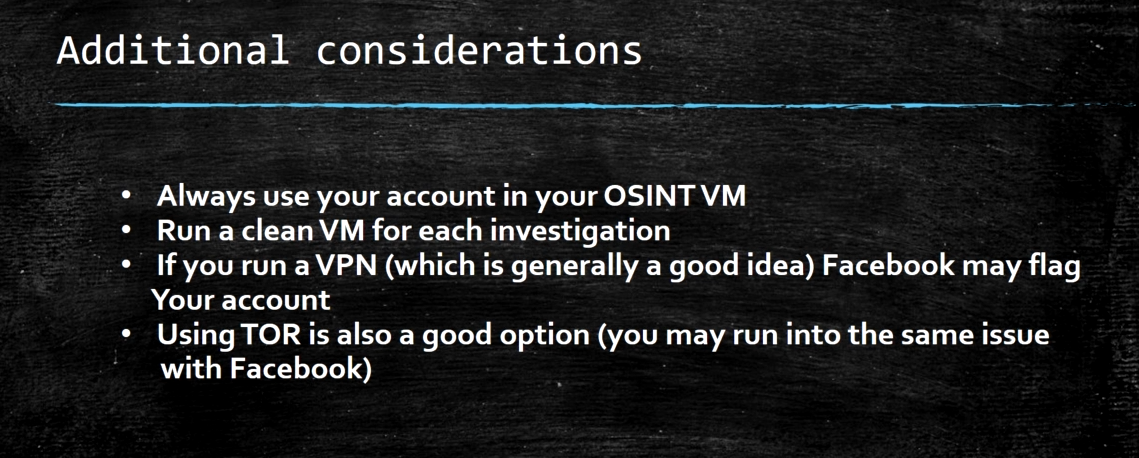 Additional considerations
• Always use your account in your OSINT VM
• Run a clean VM for each investigation
• If you run a VPN (which is generally a good idea) Facebook may flag
Your account
• Using TOR is also a good option (you may run into the same issue
with Facebook)